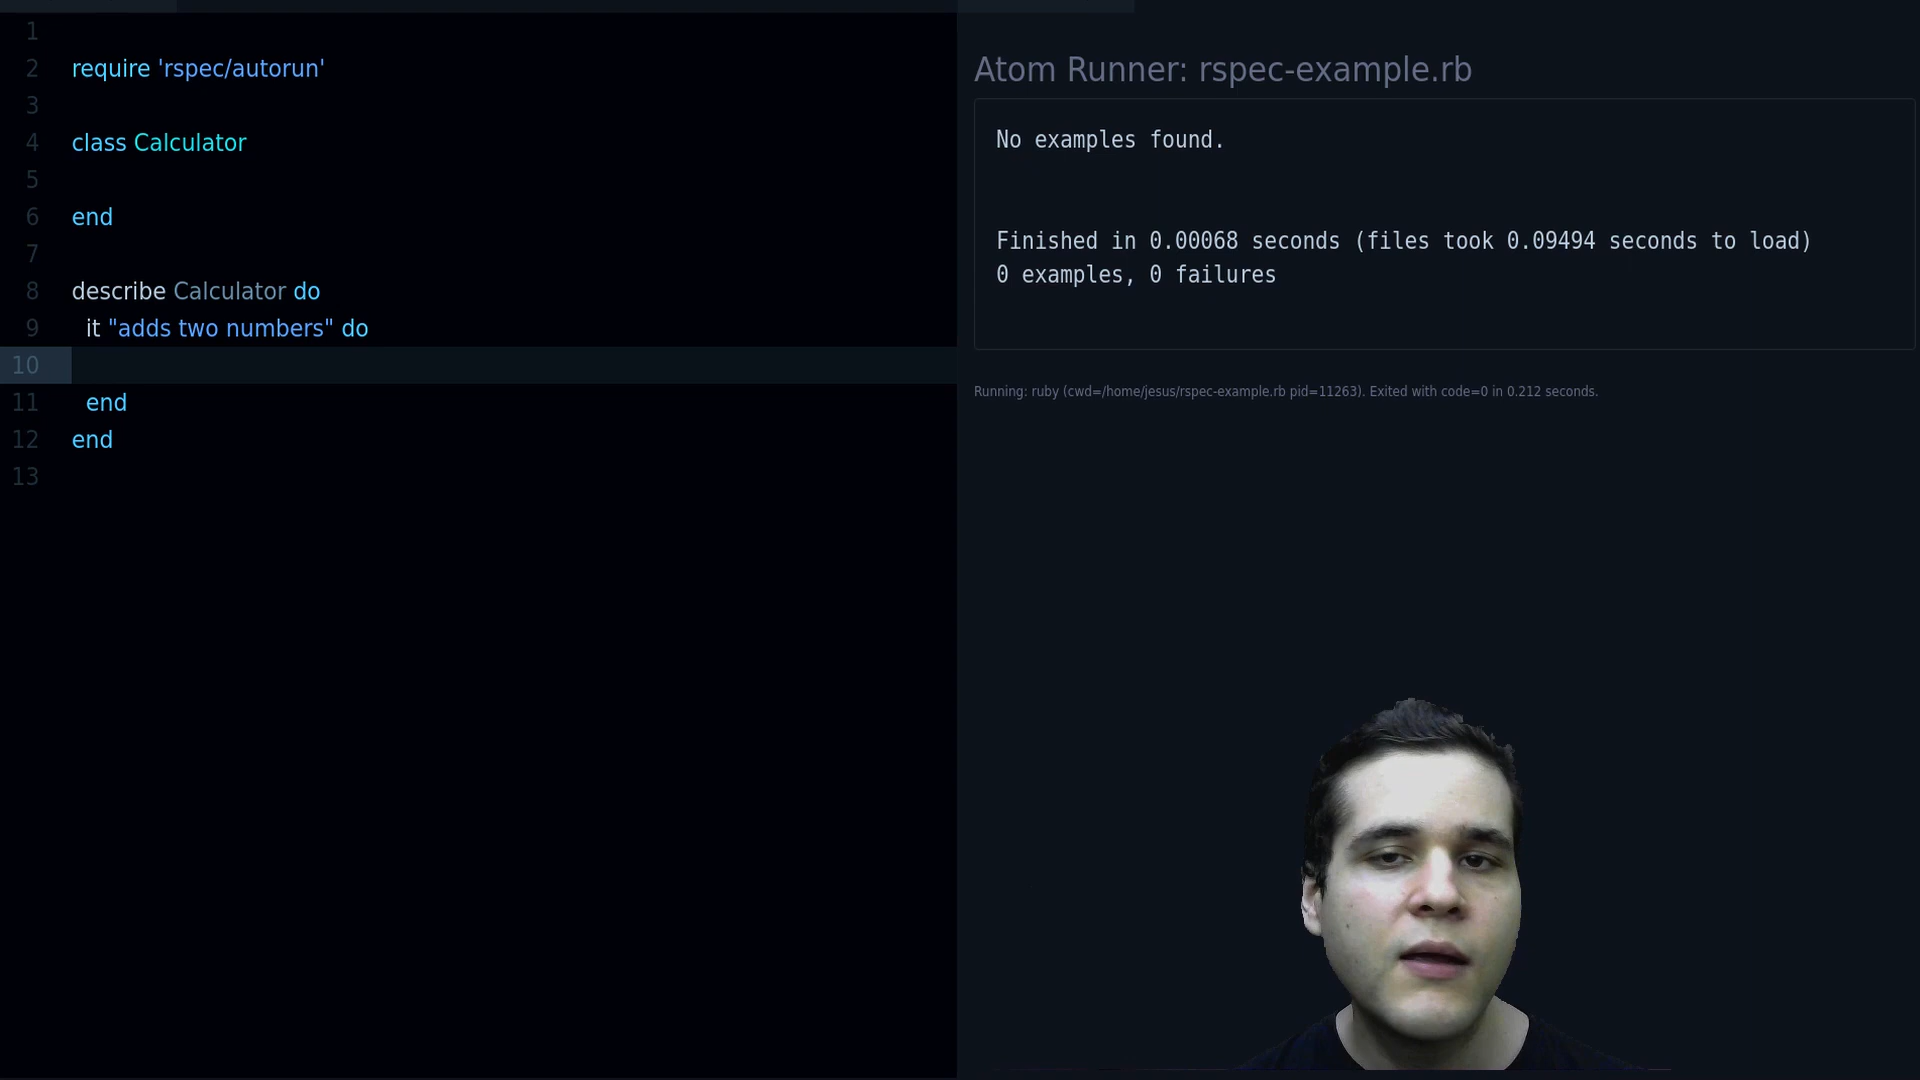 1
2 require 'rspec/autorun'
3
4 class Calculator
5
6 end
7
8 describe Calculator do
9 it "adds two numbers" do
10
11 end
12 end
13
Atom Runner: rspec-example.rb
No examples found.
Finished in 0.00068 seconds (files took 0.09494 seconds to load)
0 examples, 0 failures
Running: ruby (cwd=/home/jesus/rspec-example.rb pid=11263). Exited with code=0 in 0.212 seconds.